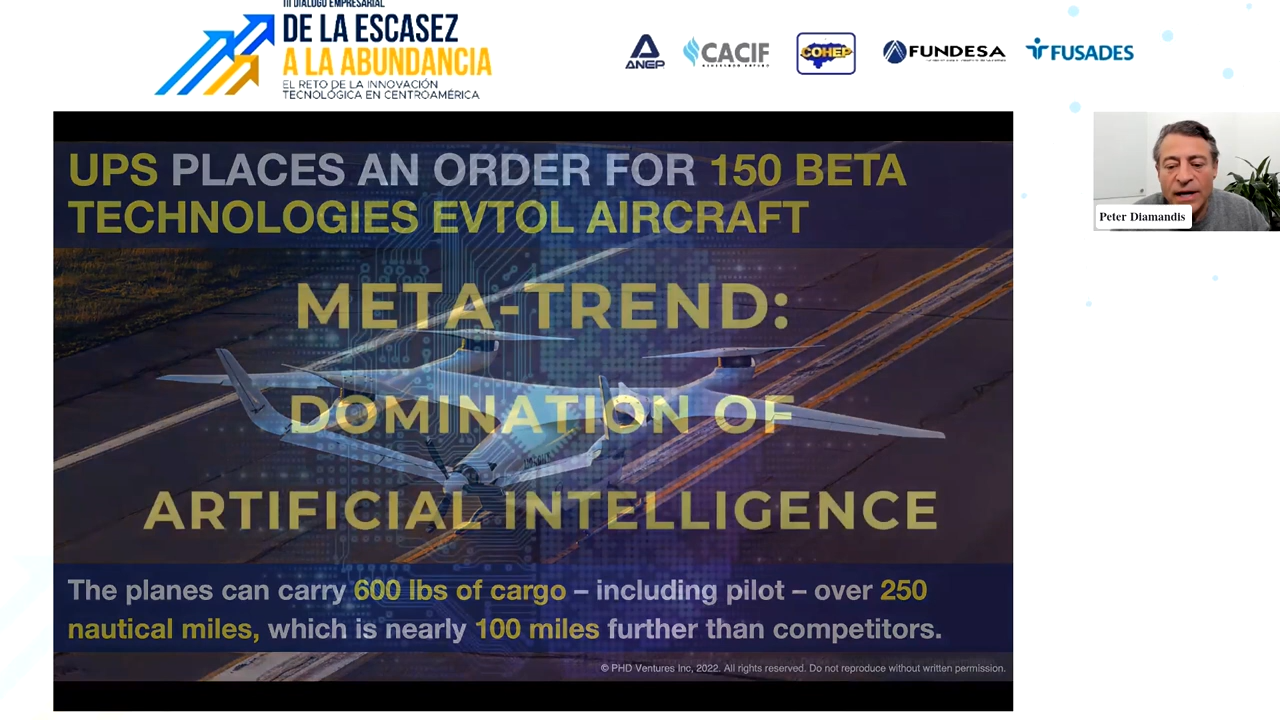 III DIÁLOGO EMPRESARIAL
DE LA ESCASEZ
A LA ABUNDANCIA
EL RETO DE LA INNOVACIÓN
TECNOLÓGICA EN CENTROAMÉRICA
ANEP
CACIF
COHEP
FUNDESA
FUSADES
UPS PLACES AN ORDER FOR 150 BETA
TECHNOLOGIES EVTOL AIRCRAFT
META-TREND:
DOMINATION OF
ARTIFICIAL INTELLIGENCE
The planes can carry 600 lbs of cargo – including pilot – over 250
nautical miles, which is nearly 100 miles further than competitors.
© PHD Ventures Inc, 2022. All rights reserved. Do not reproduce without written permission.
Peter Diamandis